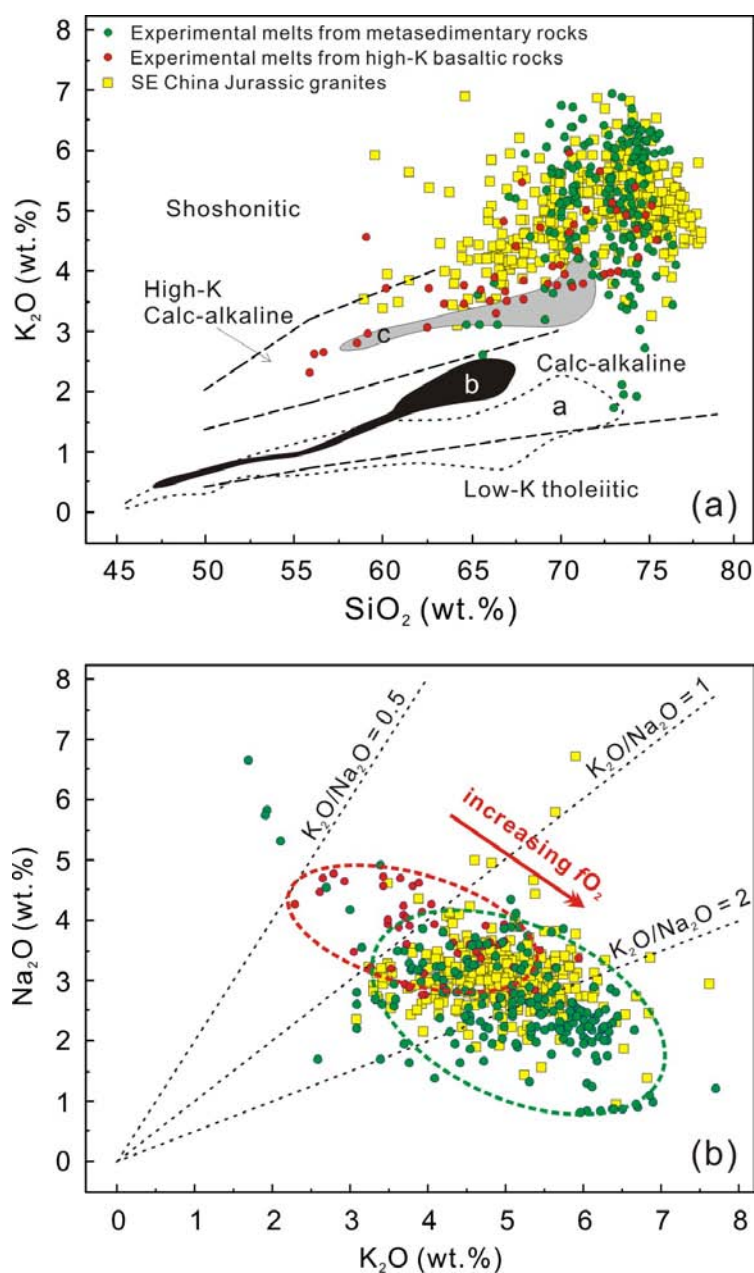 Experimental melts from metasedimentary rocks
Experimental melts from high-K basaltic rocks
SE China Jurassic granites
Shoshonitic
High-K
Calc-alkaline
c
b
Calc-alkaline
a
Low-K tholeiitic
(a)
K₂O (wt.%)
8
7
6
5
4
3
2
1
0
45 50 55 60 65 70 75 80
SiO₂ (wt.%)
K₂O/Na₂O = 0.5
K₂O/Na₂O = 1
increasing fO₂
K₂O/Na₂O = 2
(b)
Na₂O (wt.%)
8
7
6
5
4
3
2
1
0
0 1 2 3 4 5 6 7 8
K₂O (wt.%)